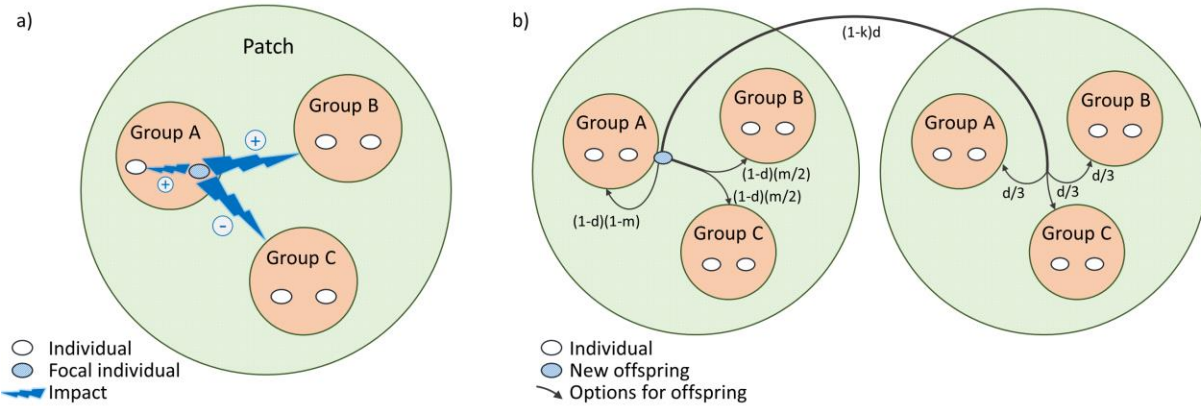 a)
Patch
Group A
Group B
+
+
-
Group C
Individual
Focal individual
Impact
b)
(1-k)d
Group A
Group B
(1-d)(m/2)
(1-d)(m/2)
(1-d)(1-m)
Group C
Group A
Group B
d/3
d/3
Group C
Individual
New offspring
Options for offspring